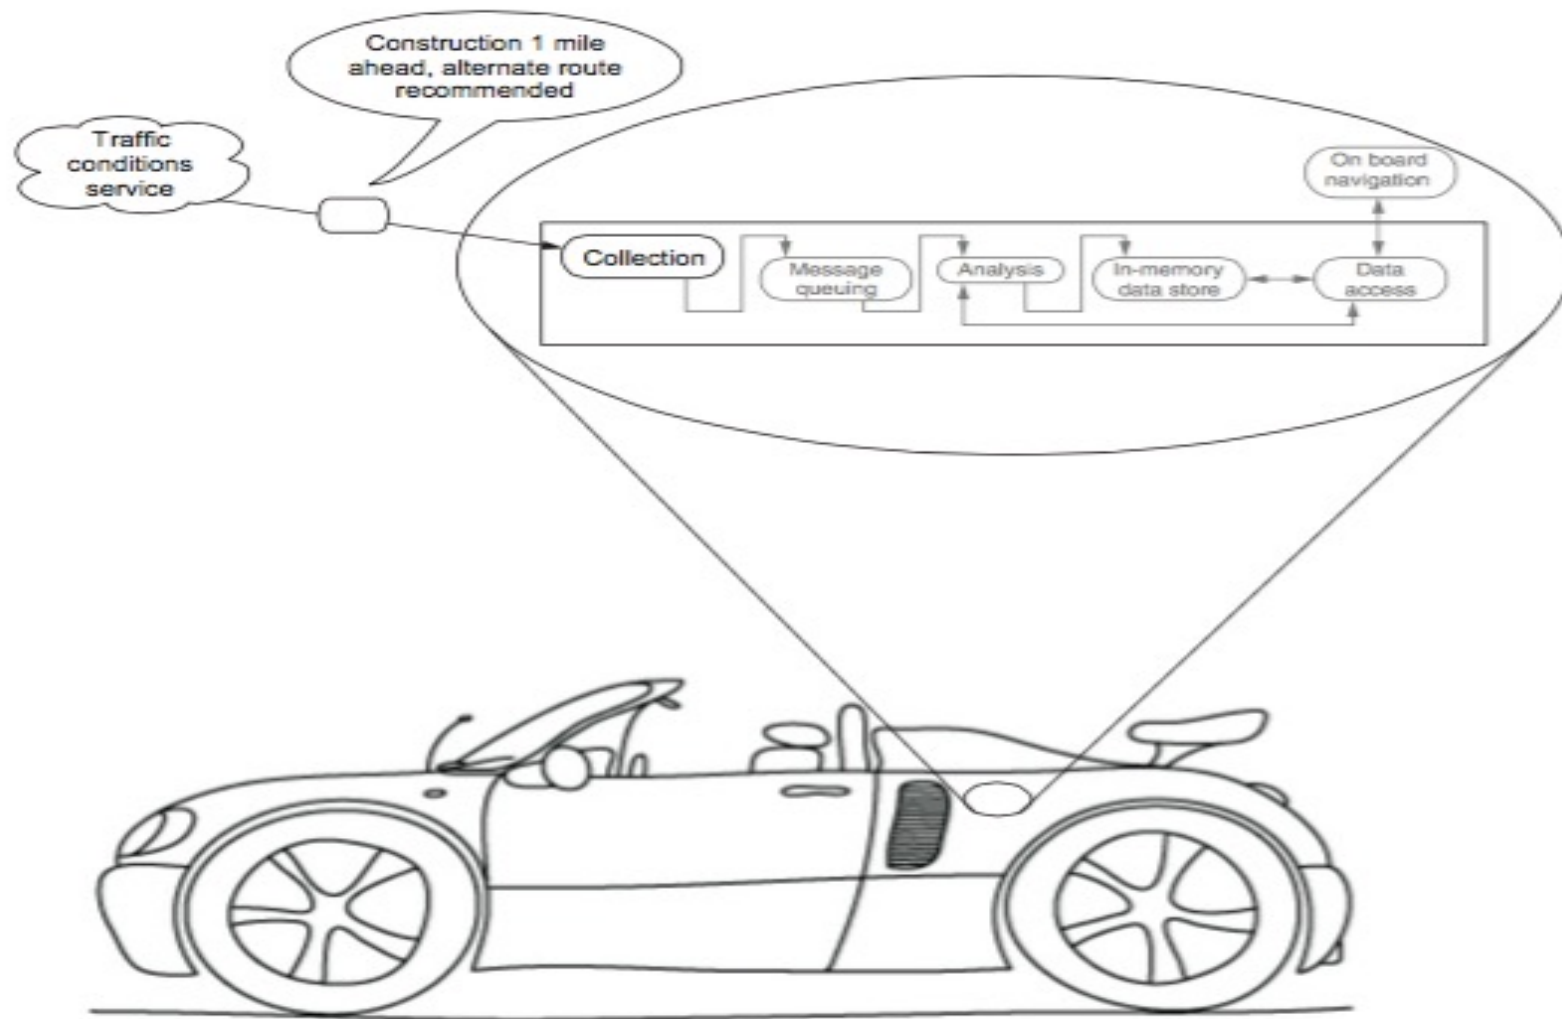 Construction 1 mile
ahead, alternate route
recommended
Traffic
conditions
service
On board
navigation
Collection
Message
queuing
Analysis
In-memory
data store
Data
access